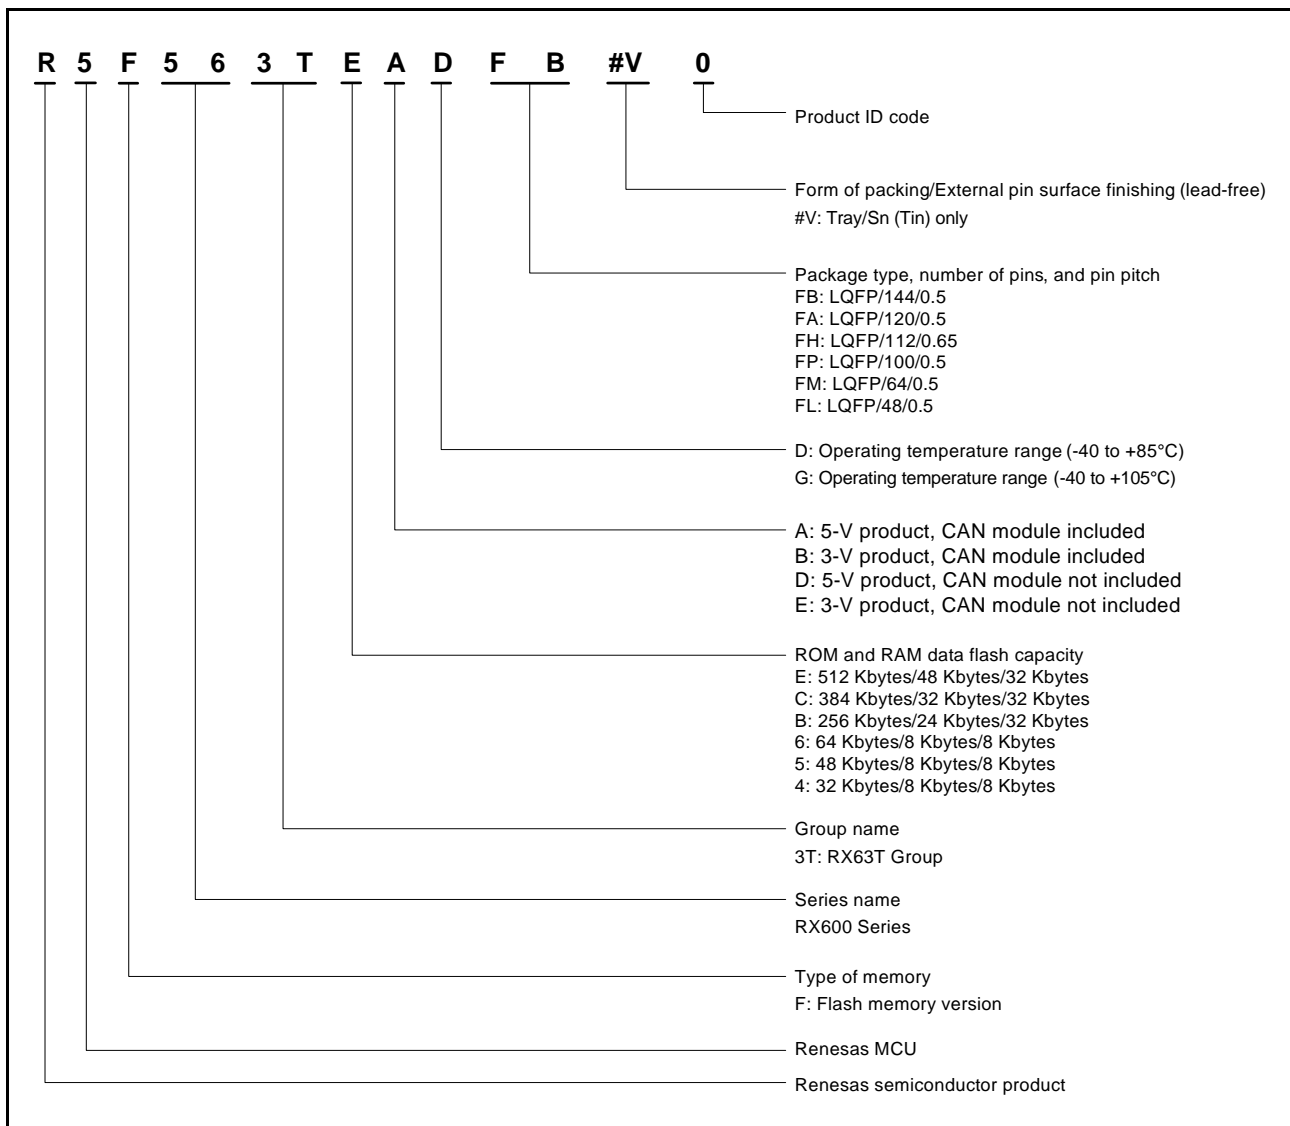 R 5 F 5 6 3 T E A D F B #V 0
Product ID code
Form of packing/External pin surface finishing (lead-free)
#V: Tray/Sn (Tin) only
Package type, number of pins, and pin pitch
FB: LQFP/144/0.5
FA: LQFP/120/0.5
FH: LQFP/112/0.65
FP: LQFP/100/0.5
FM: LQFP/64/0.5
FL: LQFP/48/0.5
D: Operating temperature range (-40 to +85°C)
G: Operating temperature range (-40 to +105°C)
A: 5-V product, CAN module included
B: 3-V product, CAN module included
D: 5-V product, CAN module not included
E: 3-V product, CAN module not included
ROM and RAM data flash capacity
E: 512 Kbytes/48 Kbytes/32 Kbytes
C: 384 Kbytes/32 Kbytes/32 Kbytes
B: 256 Kbytes/24 Kbytes/32 Kbytes
6: 64 Kbytes/8 Kbytes/8 Kbytes
5: 48 Kbytes/8 Kbytes/8 Kbytes
4: 32 Kbytes/8 Kbytes/8 Kbytes
Group name
3T: RX63T Group
Series name
RX600 Series
Type of memory
F: Flash memory version
Renesas MCU
Renesas semiconductor product